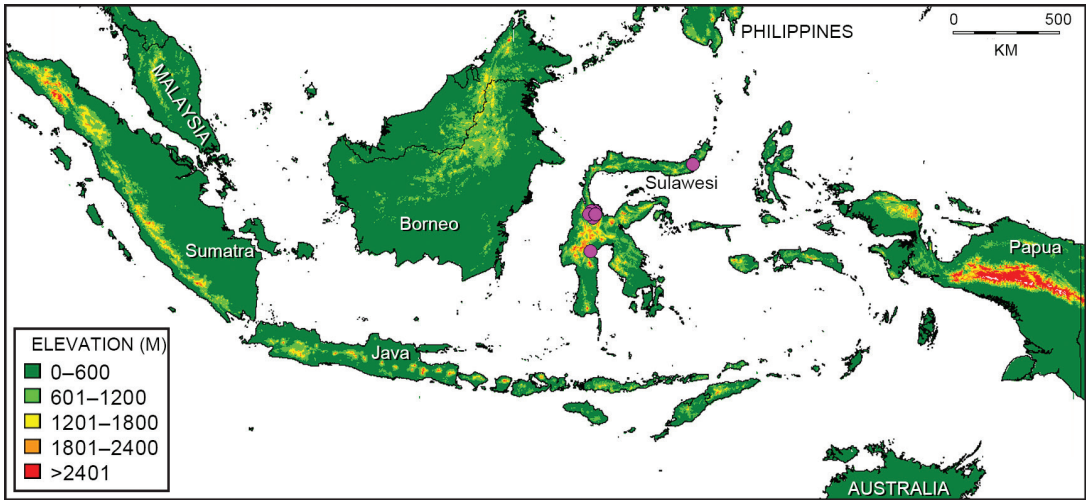 PHILIPPINES
0 500
KM
MALAYSIA
Sulawesi
Borneo
Sumatra
Papua
Java
ELEVATION (M)
0–600
601–1200
1201–1800
1801–2400
>2401
AUSTRALIA